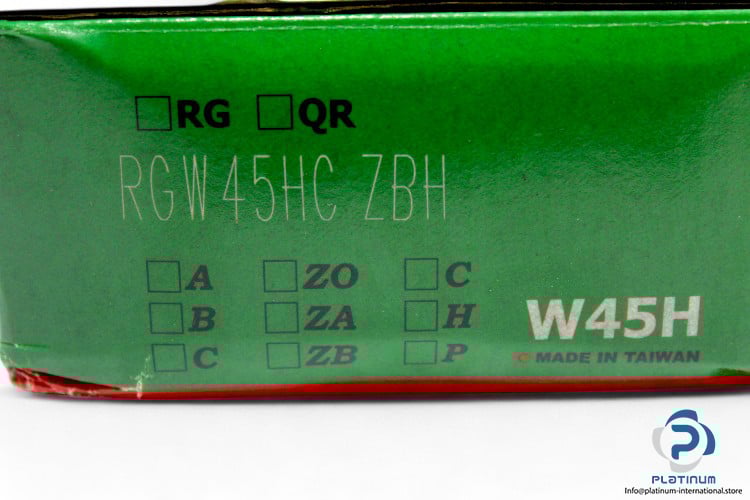 RG QR
RGW45HC ZBH
A ZO C
B ZA H
C ZB P
W45H
MADE IN TAIWAN
PLATINUM
Info@platinum-international.store